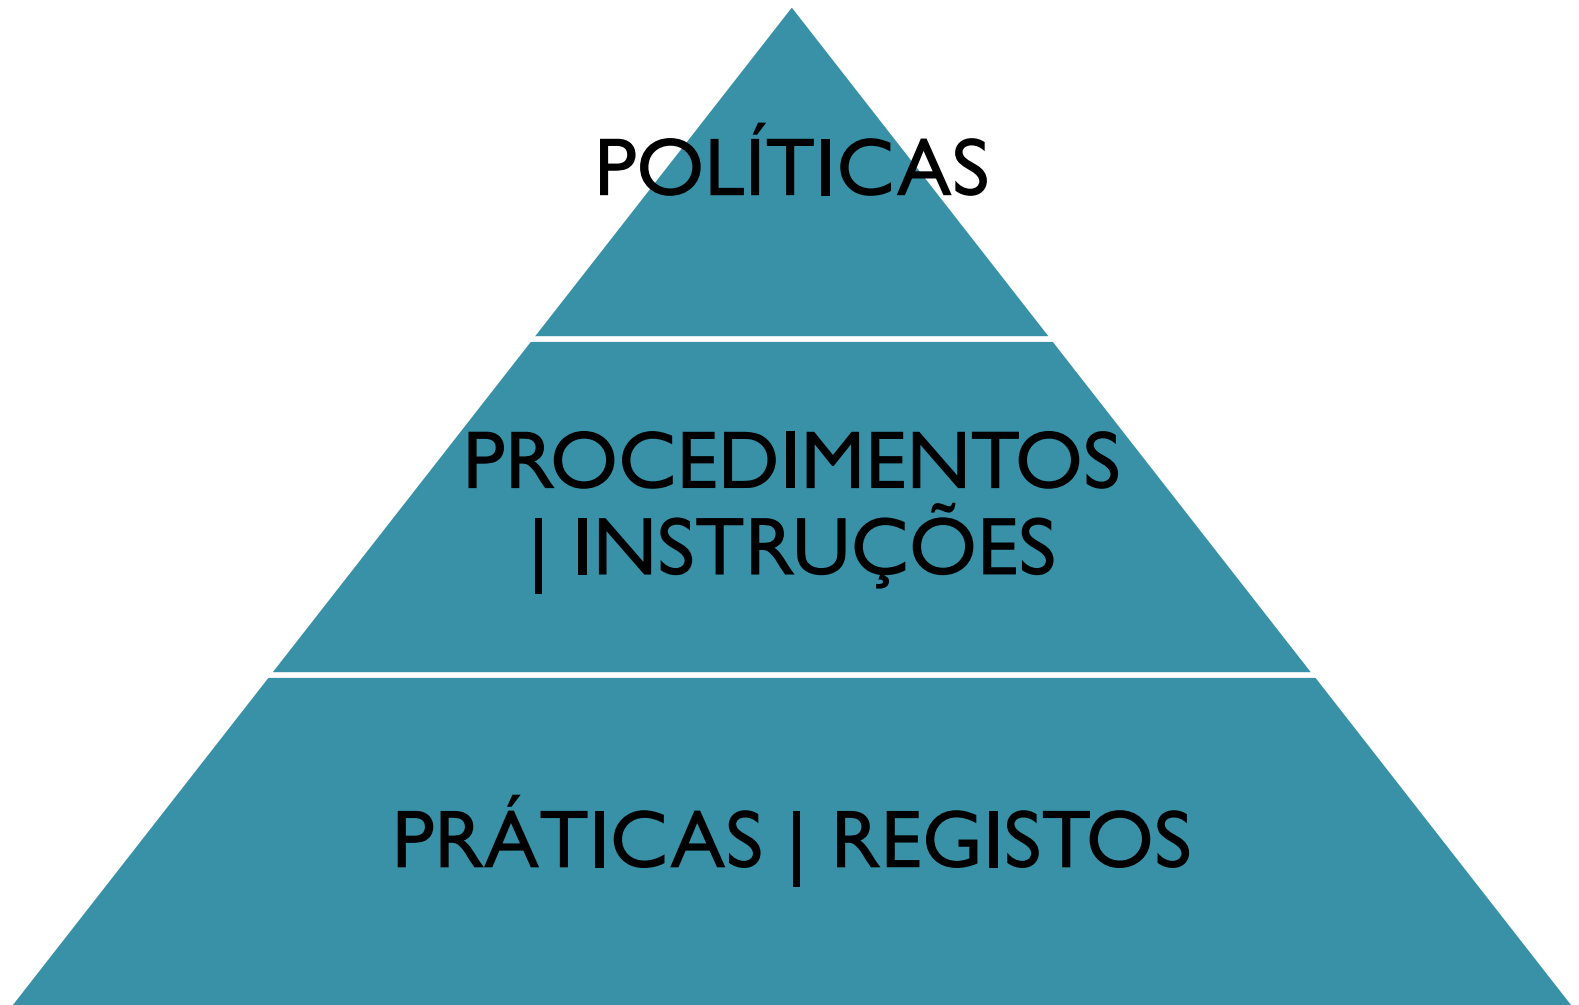 POLÍTICAS
PROCEDIMENTOS
| INSTRUÇÕES
PRÁTICAS | REGISTOS